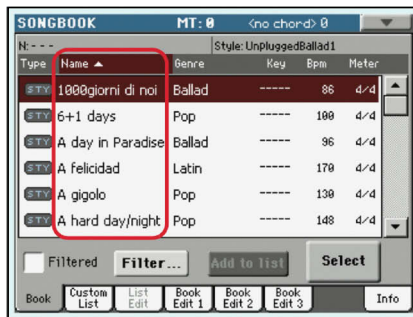 SONGBOOK MT: 0 <no chord> 0
N: - - - Style: UnpluggedBallad1
Type Name Genre Key Bpm Meter
STY 1000giorni di noi Ballad ----- 86 4/4
STY 6+1 days Pop ----- 100 4/4
STY A day in Paradise Ballad ----- 96 4/4
STY A felicidad Latin ----- 170 4/4
STY A gigolo Pop ----- 130 4/4
STY A hard day/night Pop ----- 148 4/4
Filtered Filter... Add to list Select
Book Custom List List Edit Book Edit 1 Book Edit 2 Book Edit 3 Info